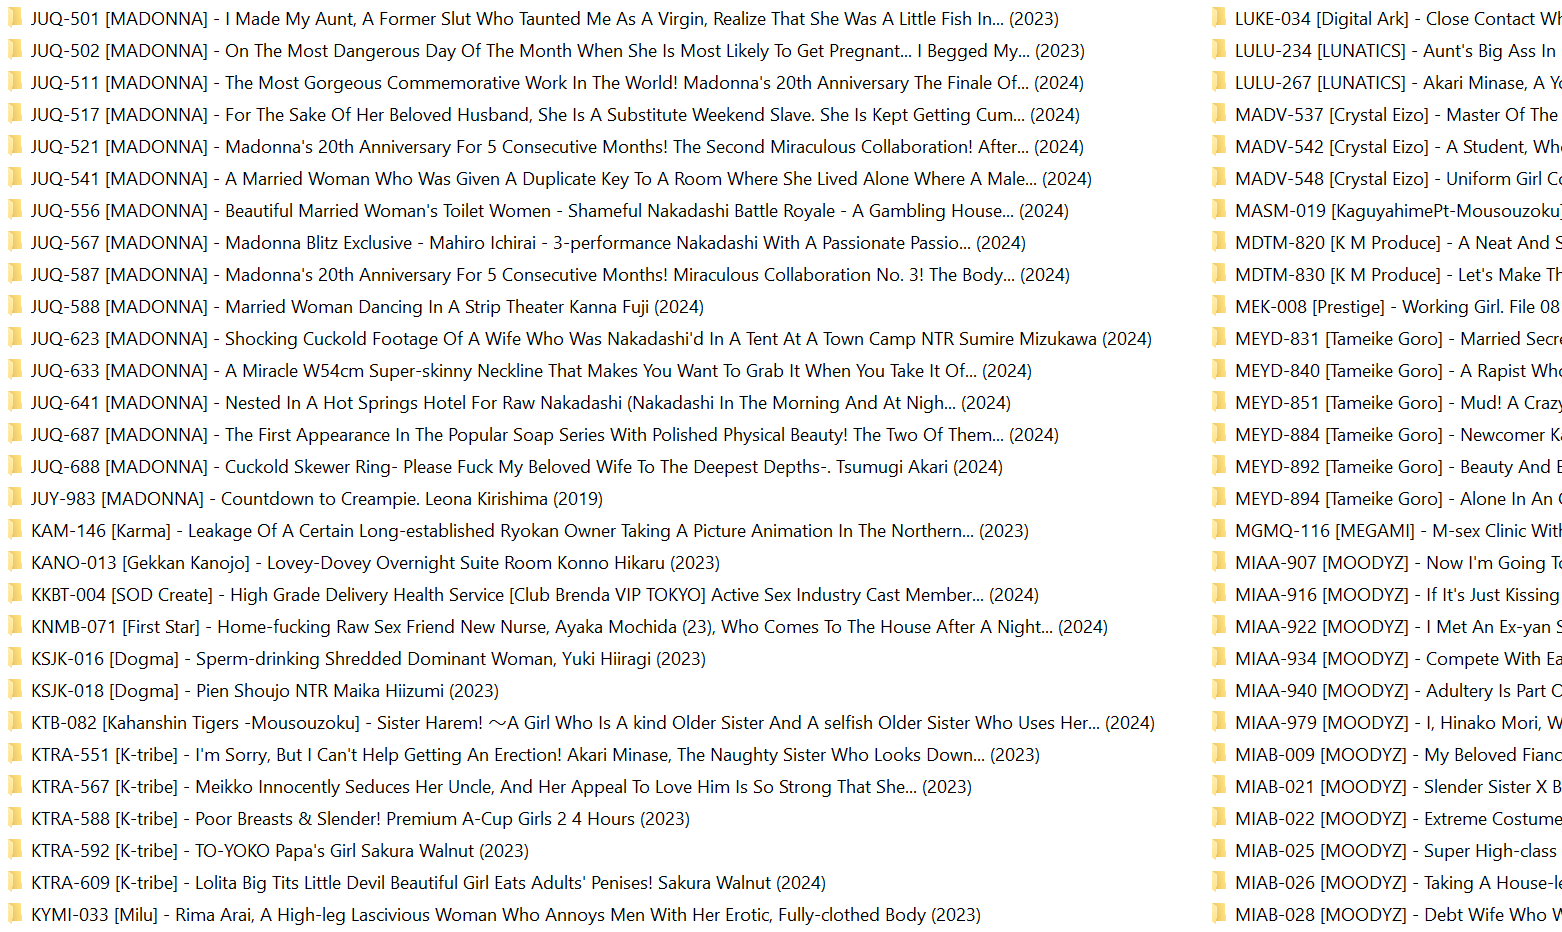 JUQ-501 [MADONNA] - I Made My Aunt, A Former Slut Who Taunted Me As A Virgin, Realize That She Was A Little Fish In... (2023)
JUQ-502 [MADONNA] - On The Most Dangerous Day Of The Month When She Is Most Likely To Get Pregnant... I Begged My... (2023)
JUQ-511 [MADONNA] - The Most Gorgeous Commemorative Work In The World! Madonna's 20th Anniversary The Finale Of... (2024)
JUQ-517 [MADONNA] - For The Sake Of Her Beloved Husband, She Is A Substitute Weekend Slave. She Is Kept Getting Cum... (2024)
JUQ-521 [MADONNA] - Madonna's 20th Anniversary For 5 Consecutive Months! The Second Miraculous Collaboration! After... (2024)
JUQ-541 [MADONNA] - A Married Woman Who Was Given A Duplicate Key To A Room Where She Lived Alone Where A Male... (2024)
JUQ-556 [MADONNA] - Beautiful Married Woman's Toilet Women - Shameful Nakadashi Battle Royale - A Gambling House... (2024)
JUQ-567 [MADONNA] - Madonna Blitz Exclusive - Mahiro Ichirai - 3-performance Nakadashi With A Passionate Passio... (2024)
JUQ-587 [MADONNA] - Madonna's 20th Anniversary For 5 Consecutive Months! Miraculous Collaboration No. 3! The Body... (2024)
JUQ-588 [MADONNA] - Married Woman Dancing In A Strip Theater Kanna Fuji (2024)
JUQ-623 [MADONNA] - Shocking Cuckold Footage Of A Wife Who Was Nakadashi'd In A Tent At A Town Camp NTR Sumire Mizukawa (2024)
JUQ-633 [MADONNA] - A Miracle W54cm Super-skinny Neckline That Makes You Want To Grab It When You Take It Of... (2024)
JUQ-641 [MADONNA] - Nested In A Hot Springs Hotel For Raw Nakadashi (Nakadashi In The Morning And At Nigh... (2024)
JUQ-687 [MADONNA] - The First Appearance In The Popular Soap Series With Polished Physical Beauty! The Two Of Them... (2024)
JUQ-688 [MADONNA] - Cuckold Skewer Ring- Please Fuck My Beloved Wife To The Deepest Depths-. Tsumugi Akari (2024)
JUY-983 [MADONNA] - Countdown to Creampie. Leona Kirishima (2019)
KAM-146 [Karma] - Leakage Of A Certain Long-established Ryokan Owner Taking A Picture Animation In The Northern... (2023)
KANO-013 [Gekkan Kanojo] - Lovey-Dovey Overnight Suite Room Konno Hikaru (2023)
KKBT-004 [SOD Create] - High Grade Delivery Health Service [Club Brenda VIP TOKYO] Active Sex Industry Cast Member... (2024)
KNMB-071 [First Star] - Home-fucking Raw Sex Friend New Nurse, Ayaka Mochida (23), Who Comes To The House After A Night... (2024)
KSJK-016 [Dogma] - Sperm-drinking Shredded Dominant Woman, Yuki Hiiragi (2023)
KSJK-018 [Dogma] - Pien Shoujo NTR Maika Hiizumi (2023)
KTB-082 [Kahanshin Tigers -Mousouzoku] - Sister Harem! ～A Girl Who Is A kind Older Sister And A selfish Older Sister Who Uses Her... (2024)
KTRA-551 [K-tribe] - I'm Sorry, But I Can't Help Getting An Erection! Akari Minase, The Naughty Sister Who Looks Down... (2023)
KTRA-567 [K-tribe] - Meikko Innocently Seduces Her Uncle, And Her Appeal To Love Him Is So Strong That She... (2023)
KTRA-588 [K-tribe] - Poor Breasts & Slender! Premium A-Cup Girls 2 4 Hours (2023)
KTRA-592 [K-tribe] - TO-YOKO Papa's Girl Sakura Walnut (2023)
KTRA-609 [K-tribe] - Lolita Big Tits Little Devil Beautiful Girl Eats Adults' Penises! Sakura Walnut (2024)
KYMI-033 [Milu] - Rima Arai, A High-leg Lascivious Woman Who Annoys Men With Her Erotic, Fully-clothed Body (2023)
LUKE-034 [Digital Ark] - Close Contact
LULU-234 [LUNATICS] - Aunt's Big Ass In
LULU-267 [LUNATICS] - Akari Minase, A
MADV-537 [Crystal Eizo] - Master Of The
MADV-542 [Crystal Eizo] - A Student,
MADV-548 [Crystal Eizo] - Uniform Girl
MASM-019 [KaguyahimePt-Mousouzoku]
MDTM-820 [K M Produce] - A Neat And
MDTM-830 [K M Produce] - Let's Make
MEK-008 [Prestige] - Working Girl. File 08
MEYD-831 [Tameike Goro] - Married
MEYD-840 [Tameike Goro] - A Rapist
MEYD-851 [Tameike Goro] - Mud! A
MEYD-884 [Tameike Goro] - Newcomer
MEYD-892 [Tameike Goro] - Beauty And
MEYD-894 [Tameike Goro] - Alone In An
MGMQ-116 [MEGAMI] - M-sex Clinic
MIAA-907 [MOODYZ] - Now I'm Going
MIAA-916 [MOODYZ] - If It's Just Kissing
MIAA-922 [MOODYZ] - I Met An Ex-yan
MIAA-934 [MOODYZ] - Compete With
MIAA-940 [MOODYZ] - Adultery Is Part
MIAA-979 [MOODYZ] - I, Hinako Mori,
MIAB-009 [MOODYZ] - My Beloved
MIAB-021 [MOODYZ] - Slender Sister X
MIAB-022 [MOODYZ] - Extreme
MIAB-025 [MOODYZ] - Super High-class
MIAB-026 [MOODYZ] - Taking A
MIAB-028 [MOODYZ] - Debt Wife Who